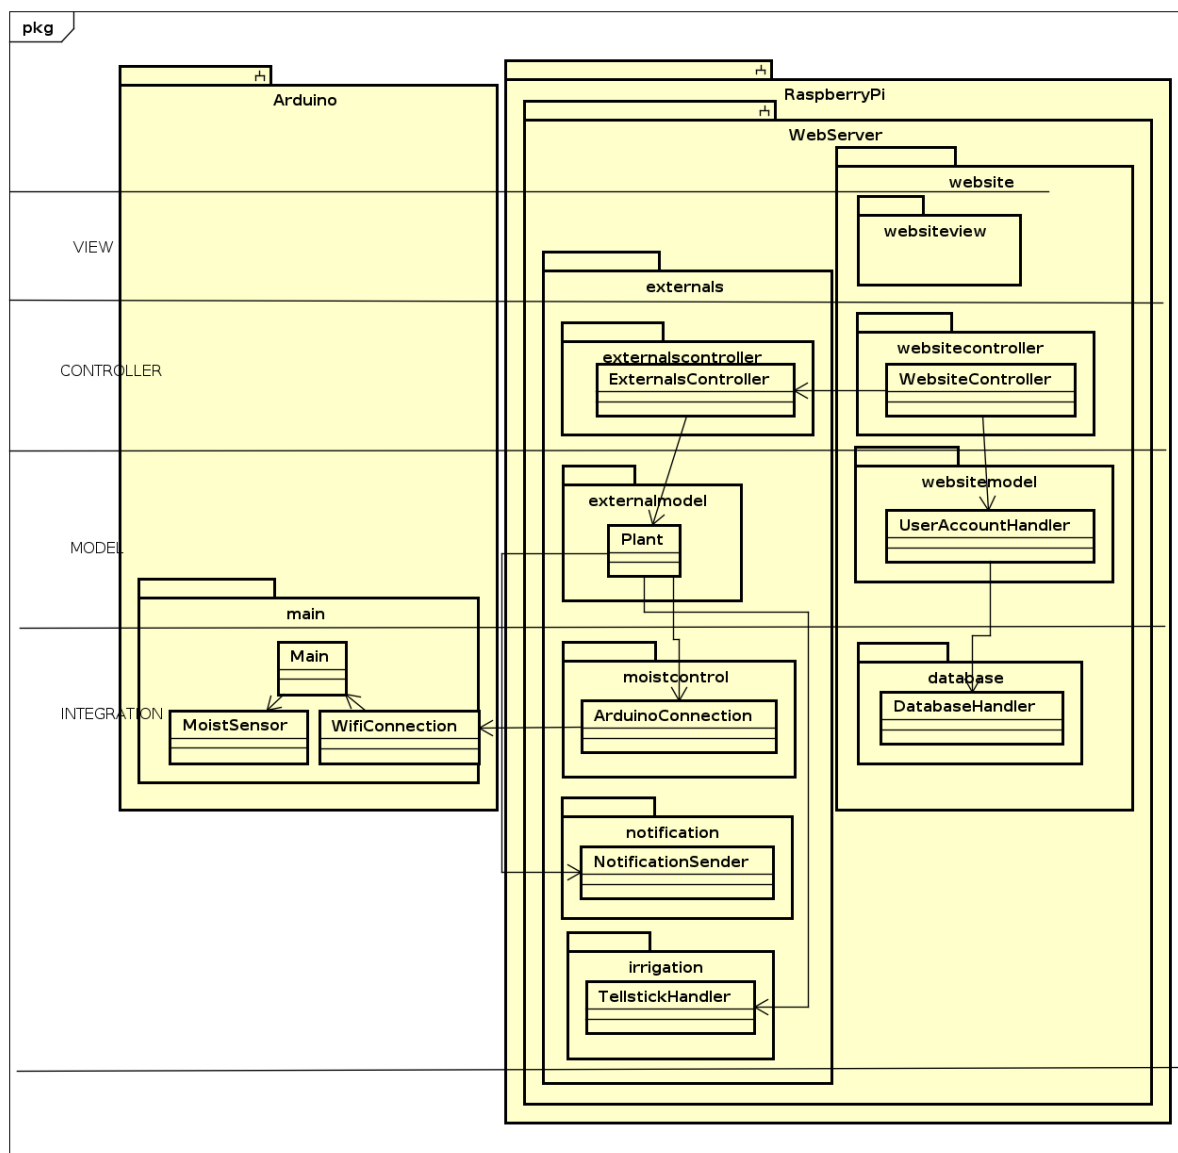 pkg
Arduino
RaspberryPi
WebServer
website
VIEW
websiteview
externals
CONTROLLER
externalscontroller
ExternalsController
websitecontroller
WebsiteController
MODEL
externalmodel
Plant
websitemodel
UserAccountHandler
main
Main
INTEGRATION
MoistSensor
WifiConnection
moistcontrol
ArduinoConnection
database
DatabaseHandler
notification
NotificationSender
irrigation
TellstickHandler